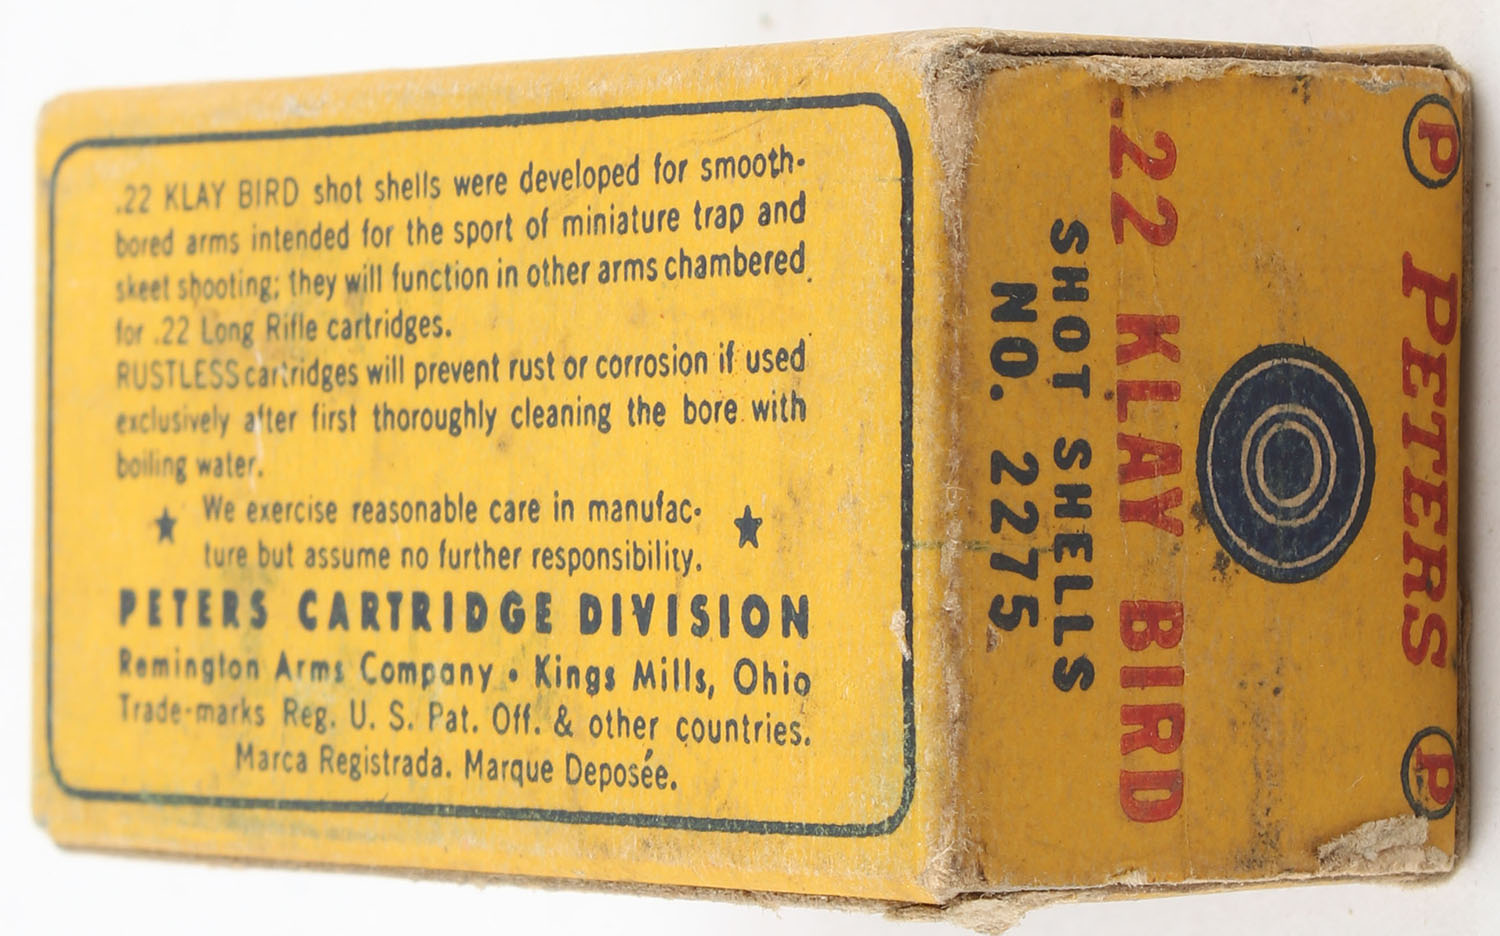 .22 KLAY BIRD shot shells were developed for smooth-
bored arms intended for the sport of miniature trap and
skeet shooting; they will function in other arms chambered
for .22 Long Rifle cartridges.
RUSTLESS cartridges will prevent rust or corrosion if used
exclusively after first thoroughly cleaning the bore with
boiling water.
We exercise reasonable care in manufac-
ture but assume no further responsibility.
PETERS CARTRIDGE DIVISION
Remington Arms Company • Kings Mills, Ohio
Trade-marks Reg. U. S. Pat. Off. & other countries.
Marca Registrada. Marque Deposée.
P PETERS P
.22 KLAY BIRD
SHOT SHELLS
NO. 2275